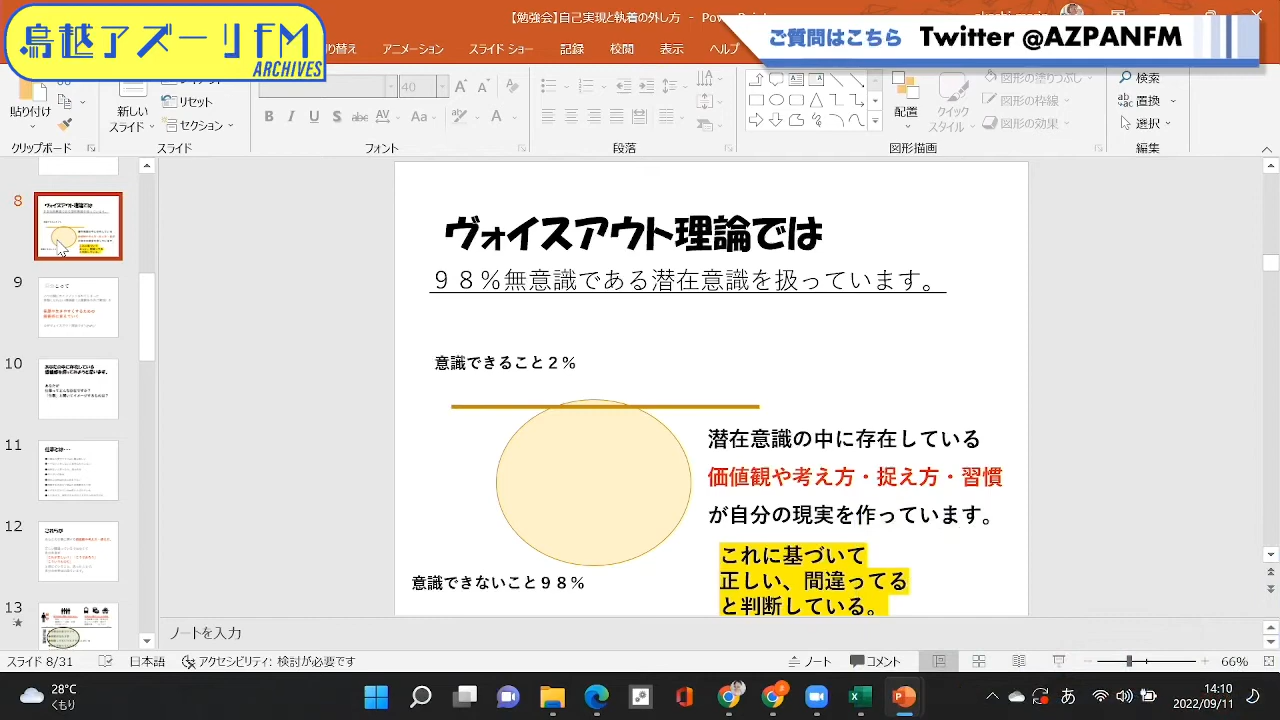 鳥越アズーリFM
ARCHIVES
[勉強会]自己実現と執着の外し方 - Pow
ご質問はこちら Twitter @AZPANFM
アニメーション
スライド
記録
校閲
表示
ヘルプ
貼り付け
新しい
スライド
リセット
セクション
40
配置
クイック
スタイル
図形の塗りつぶし
図形の枠線
図形の効果
検索
置換
選択
クリップボード
スライド
フォント
段落
図形描画
編集
8
9
10
11
12
13
ヴォイスアウト理論では
９８％無意識である潜在意識を扱っています。
意識できること２％
潜在意識の中に存在している
価値観や考え方・捉え方・習慣
が自分の現実を作っています。
意識できないこと９８％
これに基づいて
正しい、間違ってる
と判断している。
ノートを入力
スライド 8/31
日本語
アクセシビリティ: 検討が必要です
ノート
コメント
66%
28°C
くもり
あ
14:10
2022/09/11